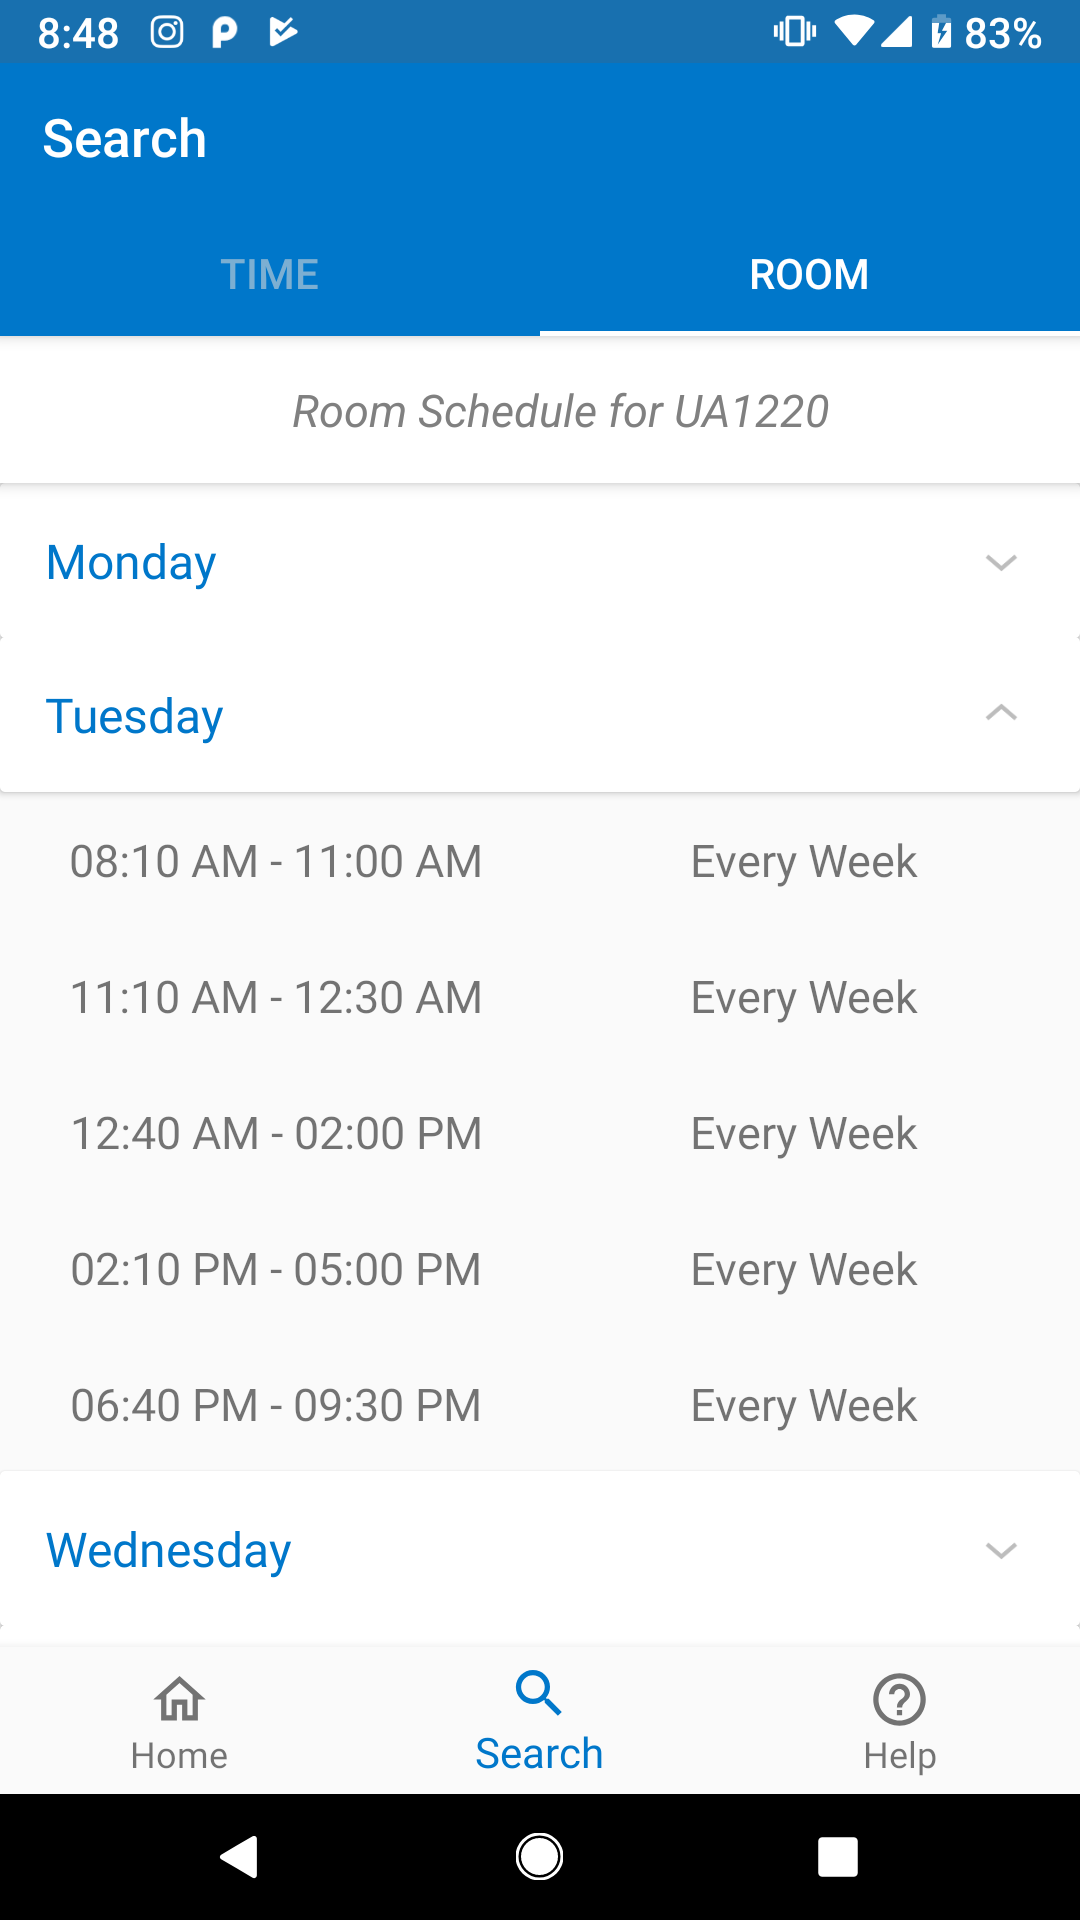 8:48 83%
Search
TIME ROOM
Room Schedule for UA1220
Monday
Tuesday
08:10 AM - 11:00 AM Every Week
11:10 AM - 12:30 AM Every Week
12:40 AM - 02:00 PM Every Week
02:10 PM - 05:00 PM Every Week
06:40 PM - 09:30 PM Every Week
Wednesday
Home Search Help